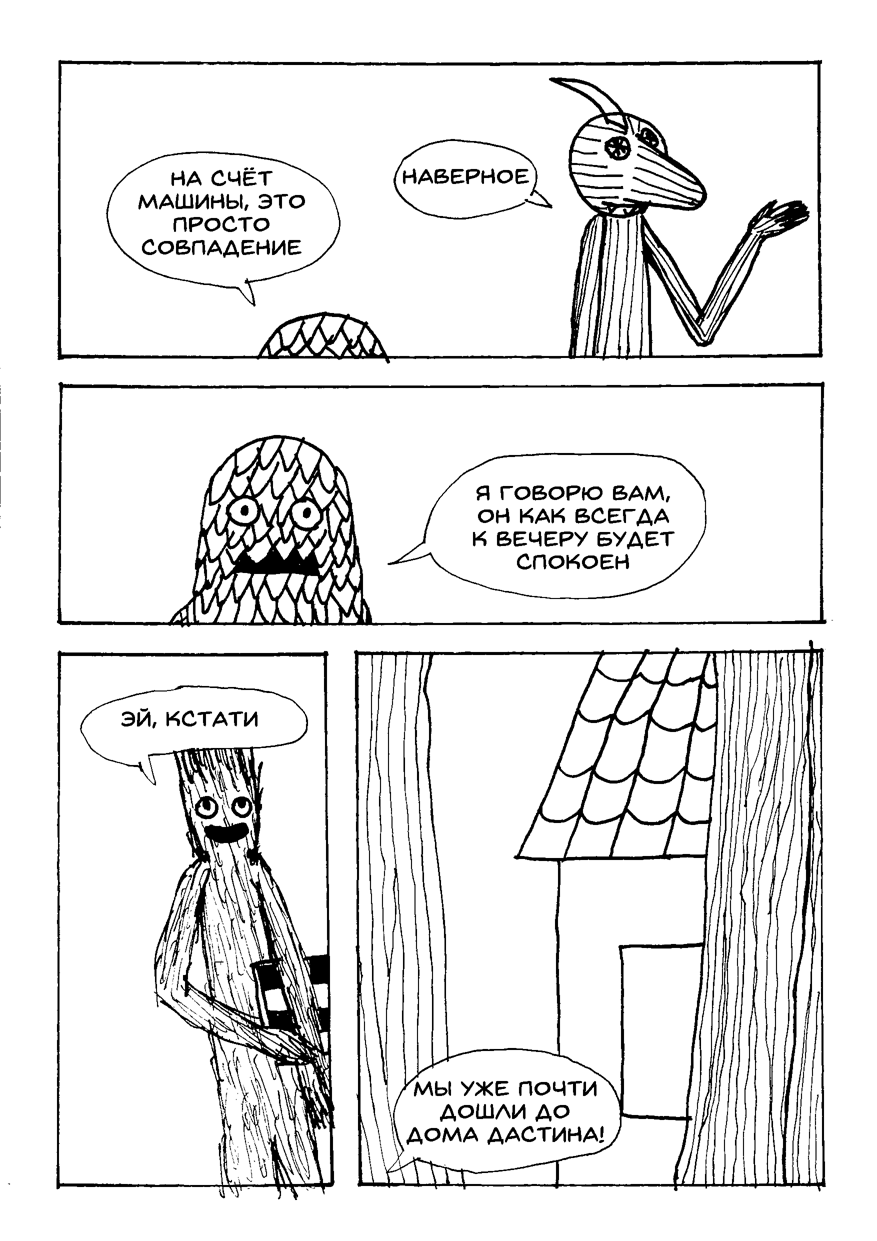 НА СЧЁТ
МАШИНЫ, ЭТО
ПРОСТО
СОВПАДЕНИЕ
НАВЕРНОЕ
Я ГОВОРЮ ВАМ,
ОН КАК ВСЕГДА
К ВЕЧЕРУ БУДЕТ
СПОКОЕН
ЭЙ, КСТАТИ
МЫ УЖЕ ПОЧТИ
ДОШЛИ ДО
ДОМА ДАСТИНА!